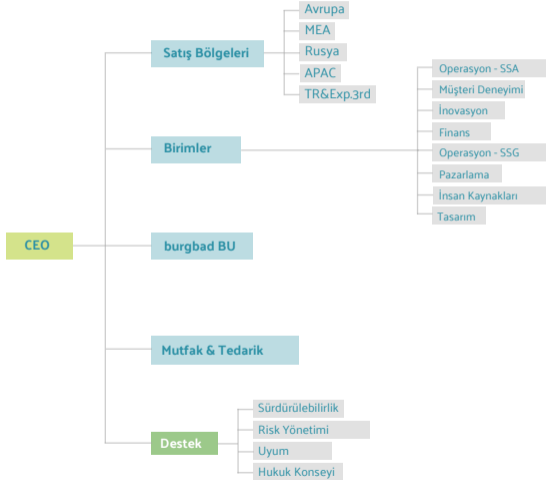 Avrupa
MEA
Satış Bölgeleri
Rusya
APAC
TR&Exp.3rd
Operasyon - SSA
Müşteri Deneyimi
İnovasyon
Finans
Birimler
Operasyon - SSG
Pazarlama
İnsan Kaynakları
Tasarım
CEO
burgbad BU
Mutfak & Tedarik
Sürdürülebilirlik
Risk Yönetimi
Destek
Uyum
Hukuk Konseyi